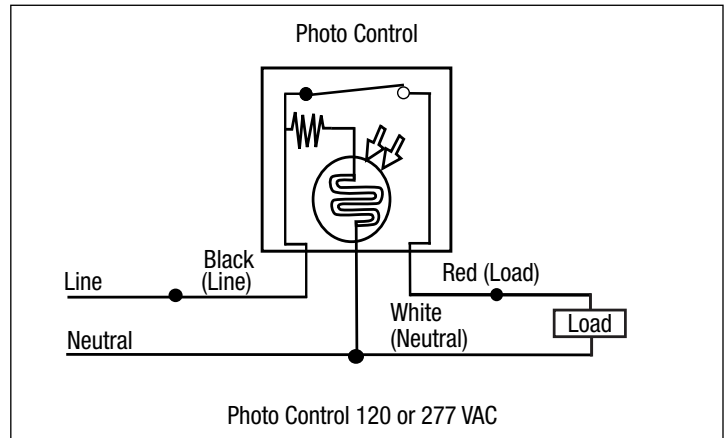 Photo Control
Black
(Line)
Line
Red (Load)
White
(Neutral)
Load
Neutral
Photo Control 120 or 277 VAC